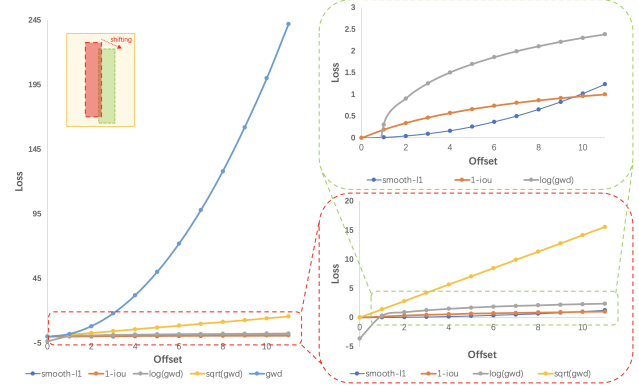 245
195
145
95
45
-5
Loss
shifting
0 2 4 6 8 10
Offset
smooth-l1 1-iou log(gwd) sqrt(gwd) gwd
3
2.5
2
1.5
1
0.5
0
Loss
0 2 4 6 8 10
Offset
smooth-l1 1-iou log(gwd)
20
15
10
5
0
-5
Loss
0 2 4 6 8 10
Offset
smooth-l1 1-iou log(gwd) sqrt(gwd)